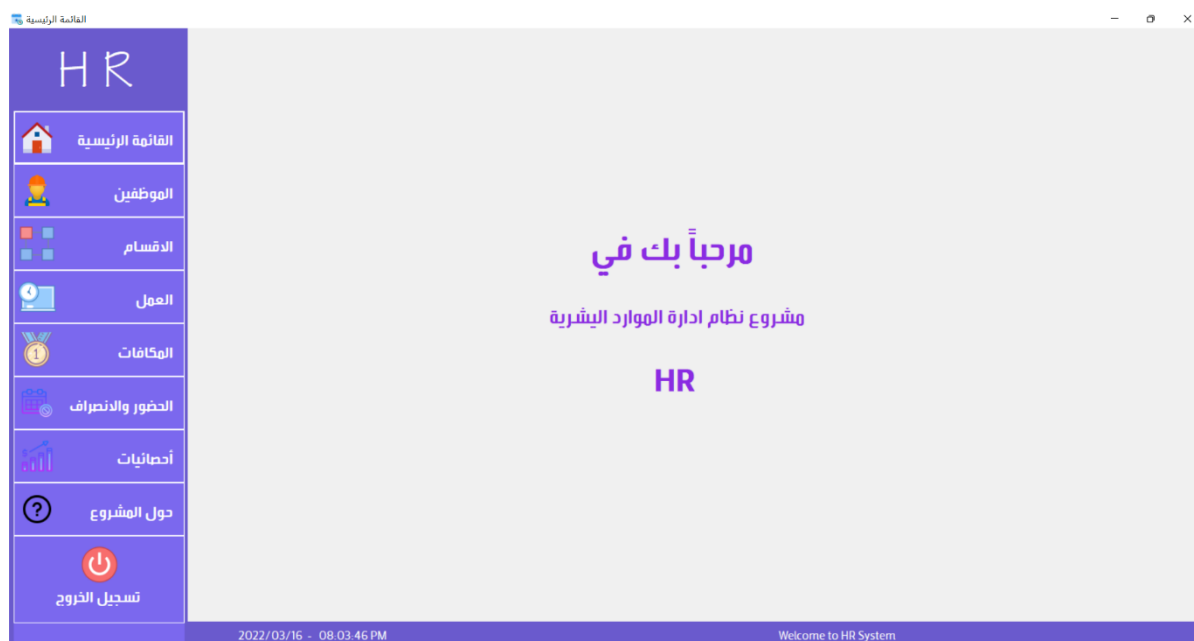 القائمة الرئيسية
HR
القائمة الرئيسية
الموظفين
الاقسام
العمل
المكافات
الحضور والانصراف
أحصائيات
حول المشروع
تسجيل الخروج
مرحباً بك في
مشروع نظام ادارة الموارد اليشرية
HR
2022/03/16 - 08:03:46 PM
Welcome to HR System